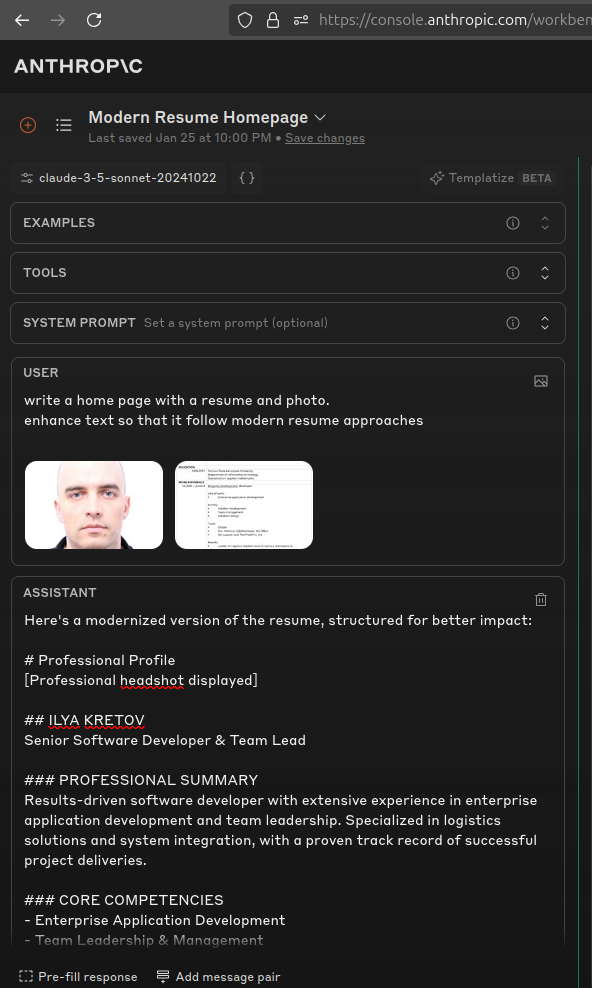 https://console.anthropic.com/workben
ANTHROP\C
Modern Resume Homepage
Last saved Jan 25 at 10:00 PM • Save changes
claude-3-5-sonnet-20241022 { } Templatize BETA
EXAMPLES
TOOLS
SYSTEM PROMPT Set a system prompt (optional)
USER
write a home page with a resume and photo.
enhance text so that it follow modern resume approaches
ASSISTANT
Here's a modernized version of the resume, structured for better impact:
# Professional Profile
[Professional headshot displayed]
## ILYA KRETOV
Senior Software Developer & Team Lead
### PROFESSIONAL SUMMARY
Results-driven software developer with extensive experience in enterprise
application development and team leadership. Specialized in logistics
solutions and system integration, with a proven track record of successful
project deliveries.
### CORE COMPETENCIES
- Enterprise Application Development
- Team Leadership & Management
Pre-fill response Add message pair